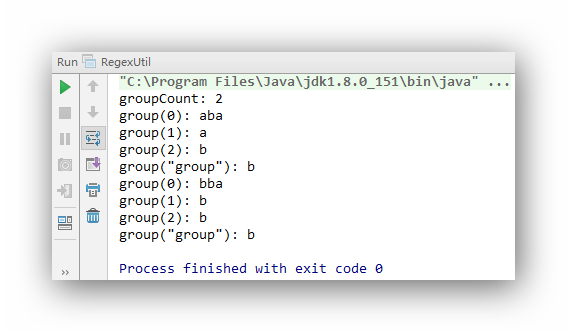 Run RegexUtil
"C:\Program Files\Java\jdk1.8.0_151\bin\java" ...
groupCount: 2
group(0): aba
group(1): a
group(2): b
group("group"): b
group(0): bba
group(1): b
group(2): b
group("group"): b
Process finished with exit code 0